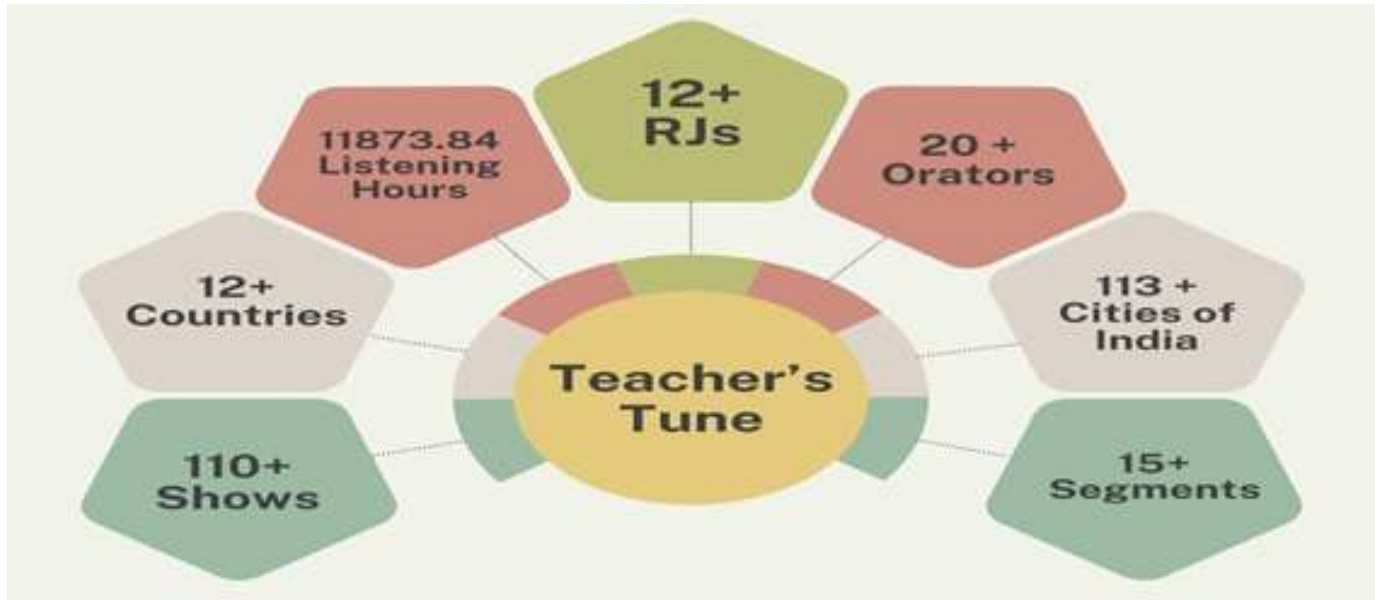 12+
RJs
11873.84
Listening
Hours
20 +
Orators
12+
Countries
113 +
Cities of
India
Teacher's
Tune
110+
Shows
15+
Segments